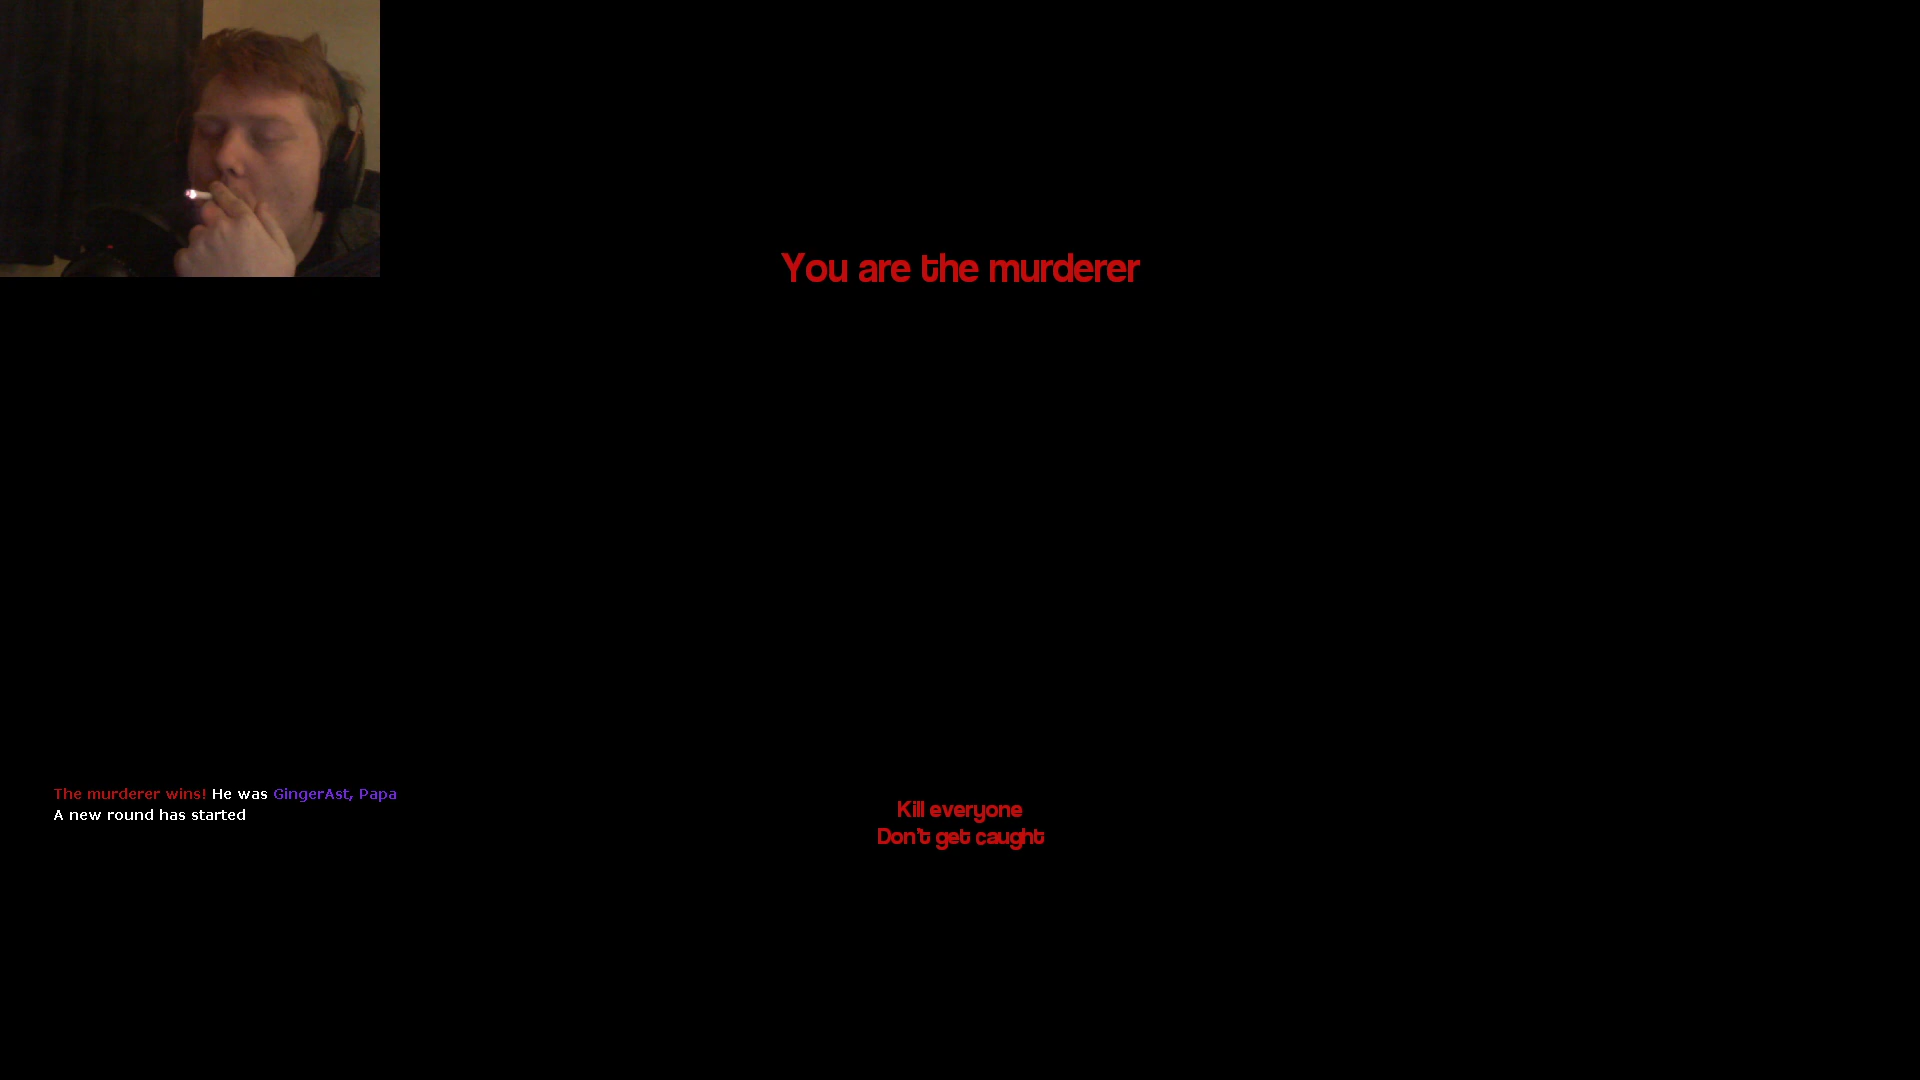 You are the murderer
The murderer wins! He was GingerAst, Papa
A new round has started
Kill everyone
Don't get caught